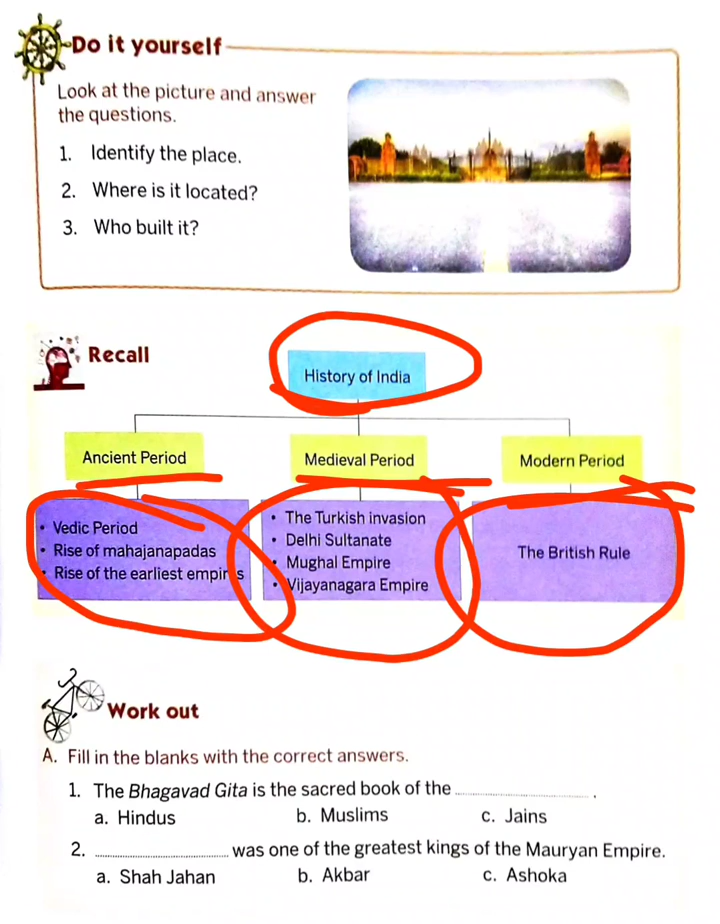 Do it yourself
Look at the picture and answer
the questions.
1. Identify the place.
2. Where is it located?
3. Who built it?
Recall
History of India
Ancient Period
Medieval Period
Modern Period
• Vedic Period
• Rise of mahajanapadas
• Rise of the earliest empires
• The Turkish invasion
• Delhi Sultanate
• Mughal Empire
• Vijayanagara Empire
The British Rule
Work out
A. Fill in the blanks with the correct answers.
1. The Bhagavad Gita is the sacred book of the .............................. .
a. Hindus b. Muslims c. Jains
2. .............................. was one of the greatest kings of the Mauryan Empire.
a. Shah Jahan b. Akbar c. Ashoka